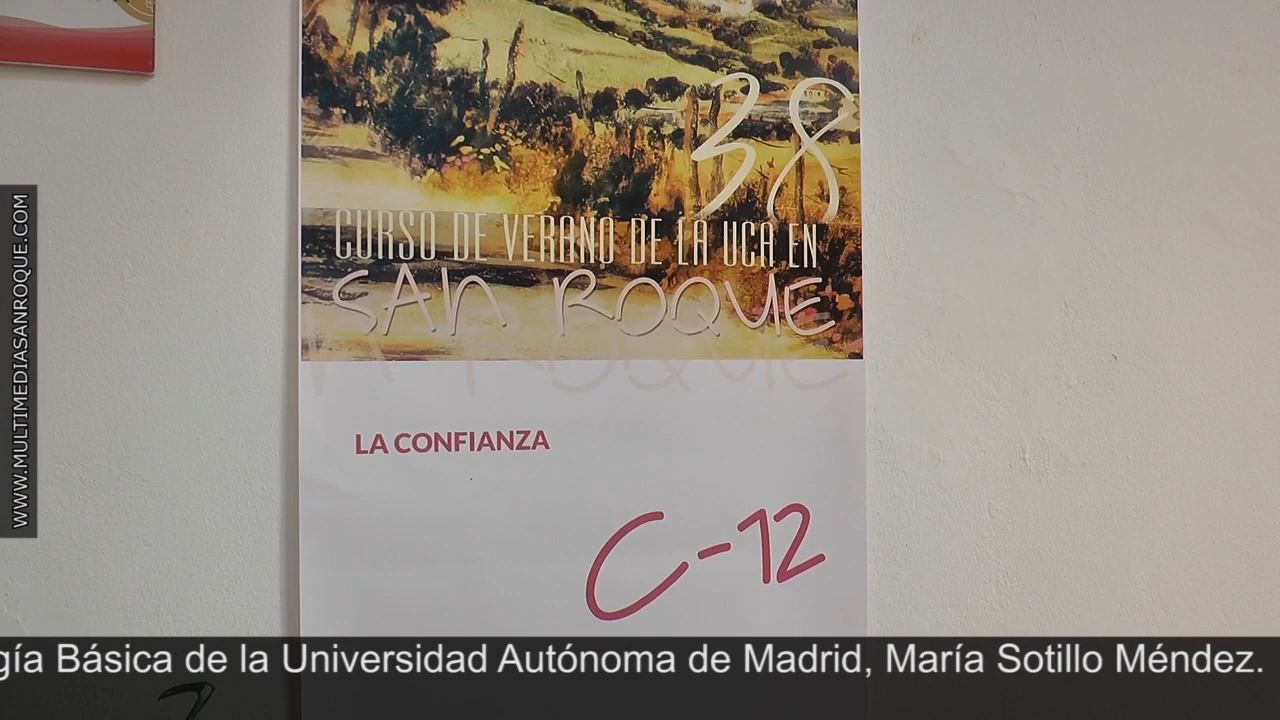 38
CURSO DE VERANO DE LA UCA EN
SAN ROQUE
LA CONFIANZA
C-12
WWW.MULTIMEDIASANROQUE.COM
gía Básica de la Universidad Autónoma de Madrid, María Sotillo Méndez.